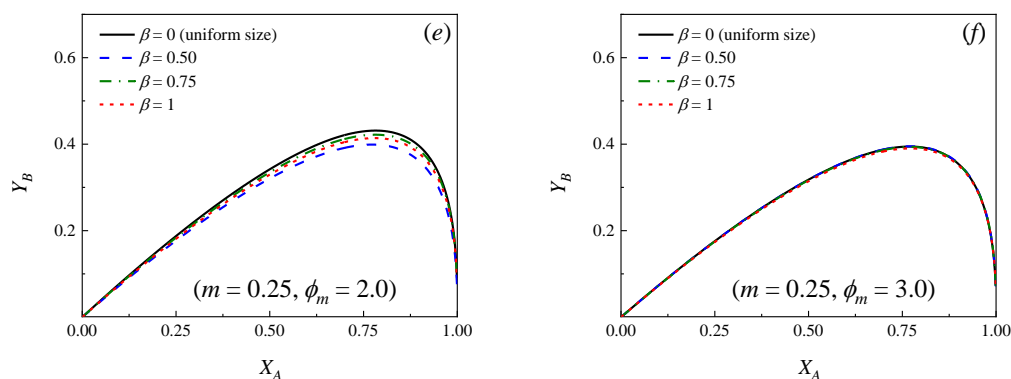 (e)
β = 0 (uniform size)
β = 0.50
β = 0.75
β = 1
0.6
0.4
0.2
Y_B
(m = 0.25, ϕ_m = 2.0)
0.00 0.25 0.50 0.75 1.00
X_A
(f)
β = 0 (uniform size)
β = 0.50
β = 0.75
β = 1
0.6
0.4
0.2
Y_B
(m = 0.25, ϕ_m = 3.0)
0.00 0.25 0.50 0.75 1.00
X_A